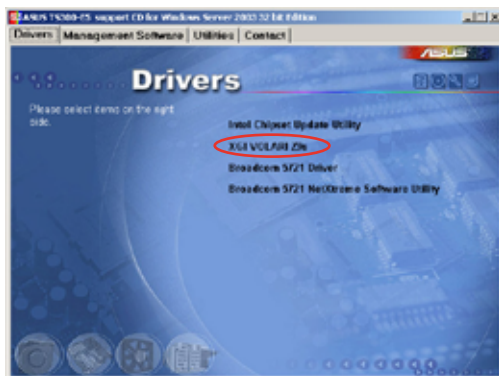 ASUS TS300-E5 support CD for Windows Server 2003 32 bit Edition
Drivers Management Software Utilities Contact
ASUS
Drivers
Please select items on the right
side.
Intel Chipset Update Utility
XGI VOLARI Z9s
Broadcom 5721 Driver
Broadcom 5721 NetXtreme Software Utility